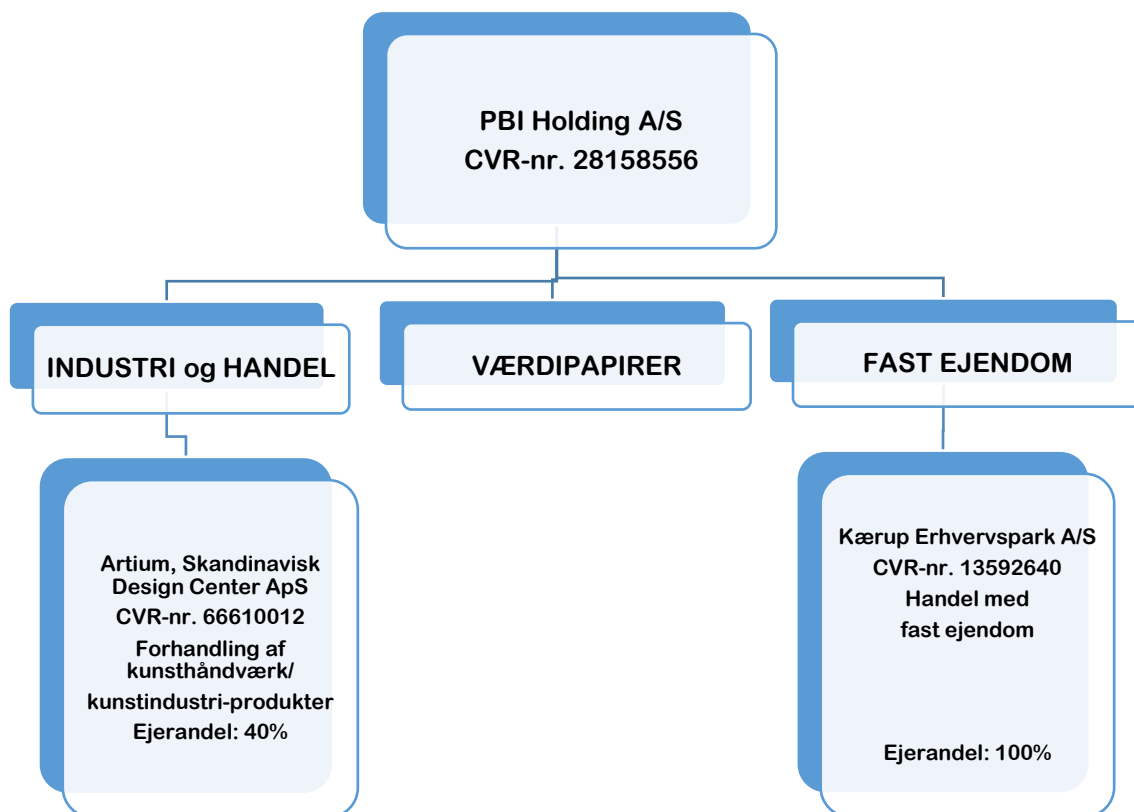 PBI Holding A/S
CVR-nr. 28158556
INDUSTRI og HANDEL
VÆRDIPAPIRER
FAST EJENDOM
Artium, Skandinavisk
Design Center ApS
CVR-nr. 66610012
Forhandling af
kunsthåndværk/
kunstindustri-produkter
Ejerandel: 40%
Kærup Erhvervspark A/S
CVR-nr. 13592640
Handel med
fast ejendom
Ejerandel: 100%